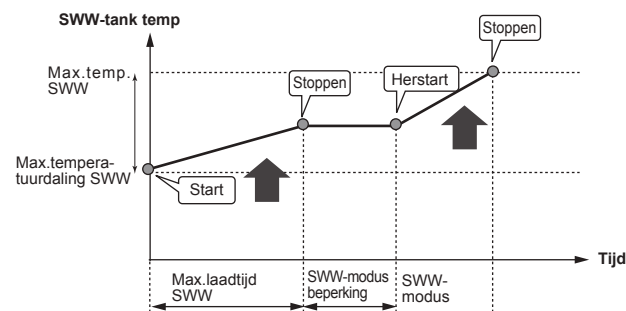 SWW-tank temp
Stoppen
Max.temp.
SWW
Stoppen
Herstart
Max.tempera-
tuurdaling SWW
Start
Tijd
Max.laadtijd
SWW
SWW-modus
beperking
SWW-
modus